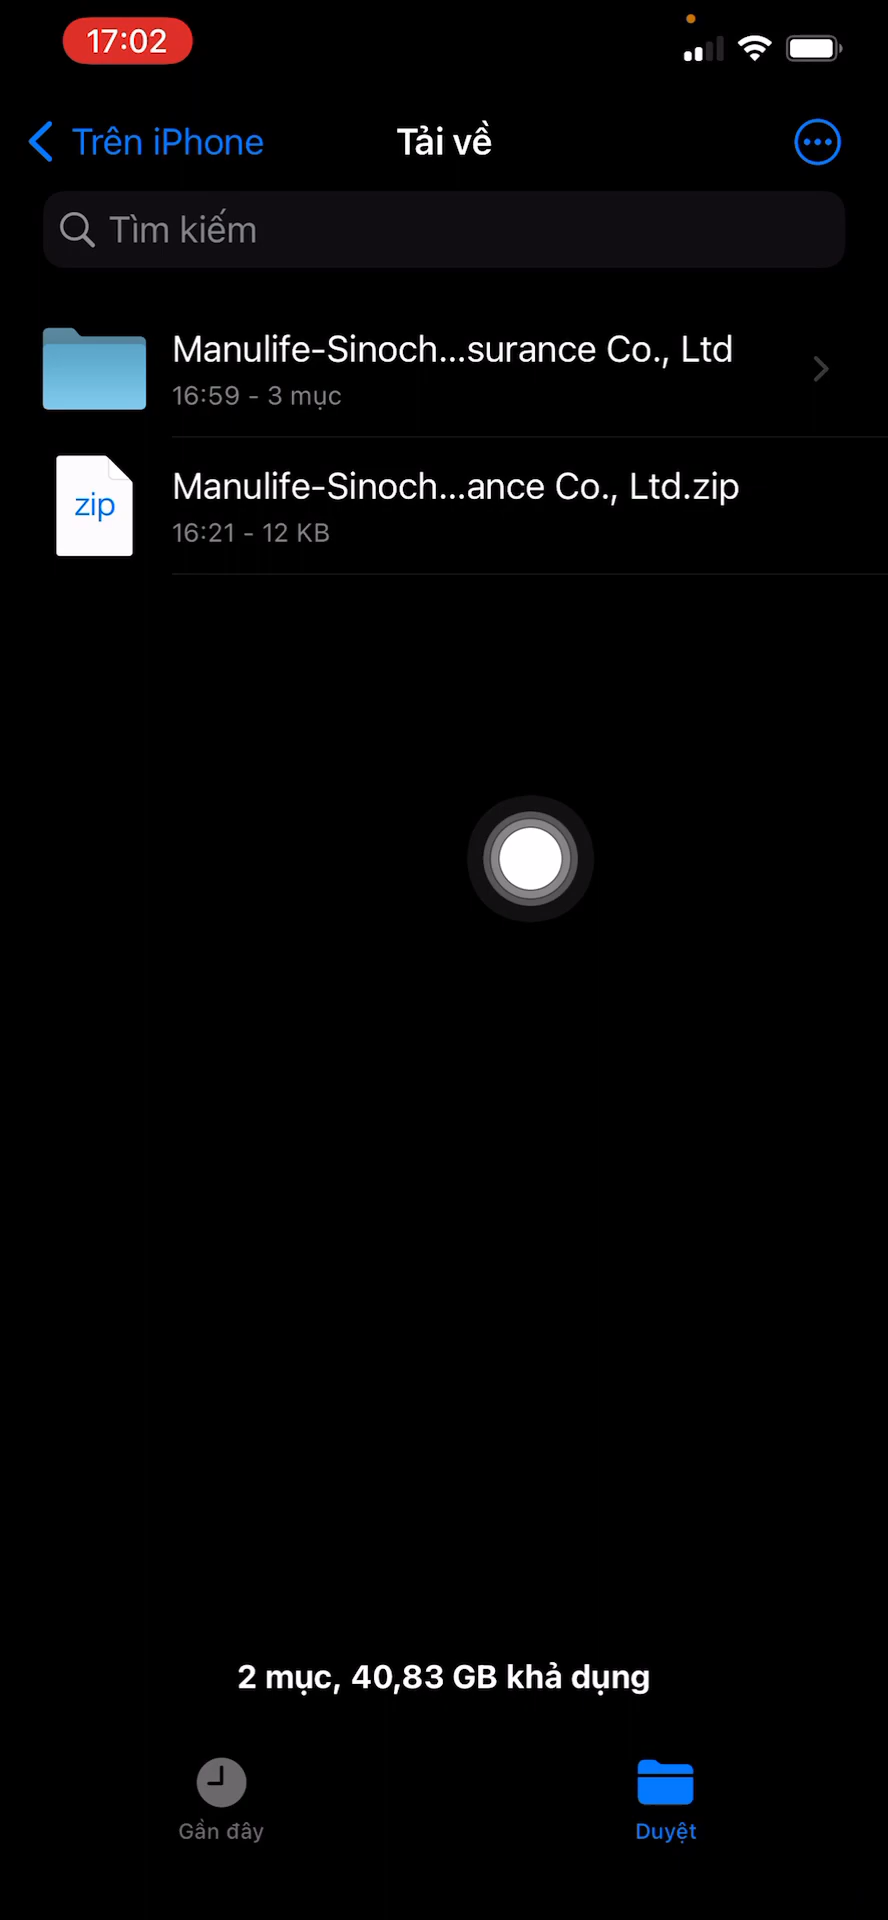 17:02
Trên iPhone
Tải về
Tìm kiếm
Manulife-Sinoch...surance Co., Ltd
16:59 - 3 mục
zip
Manulife-Sinoch...ance Co., Ltd.zip
16:21 - 12 KB
2 mục, 40,83 GB khả dụng
Gần đây
Duyệt